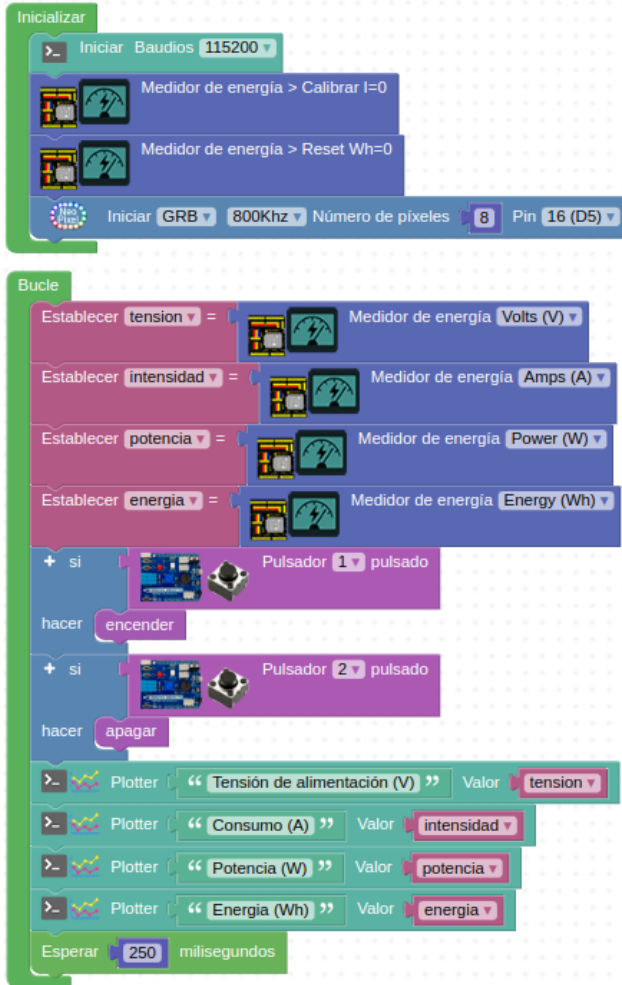 Inicializar
Iniciar Baudios 115200
Medidor de energía > Calibrar I=0
Medidor de energía > Reset Wh=0
Neo Pixel Iniciar GRB 800Khz Número de píxeles 8 Pin 16 (D5)
Bucle
Establecer tension = Medidor de energía Volts (V)
Establecer intensidad = Medidor de energía Amps (A)
Establecer potencia = Medidor de energía Power (W)
Establecer energia = Medidor de energía Energy (Wh)
+ si Pulsador 1 pulsado
hacer encender
+ si Pulsador 2 pulsado
hacer apagar
Plotter “ Tensión de alimentación (V) ” Valor tension
Plotter “ Consumo (A) ” Valor intensidad
Plotter “ Potencia (W) ” Valor potencia
Plotter “ Energia (Wh) ” Valor energia
Esperar 250 milisegundos